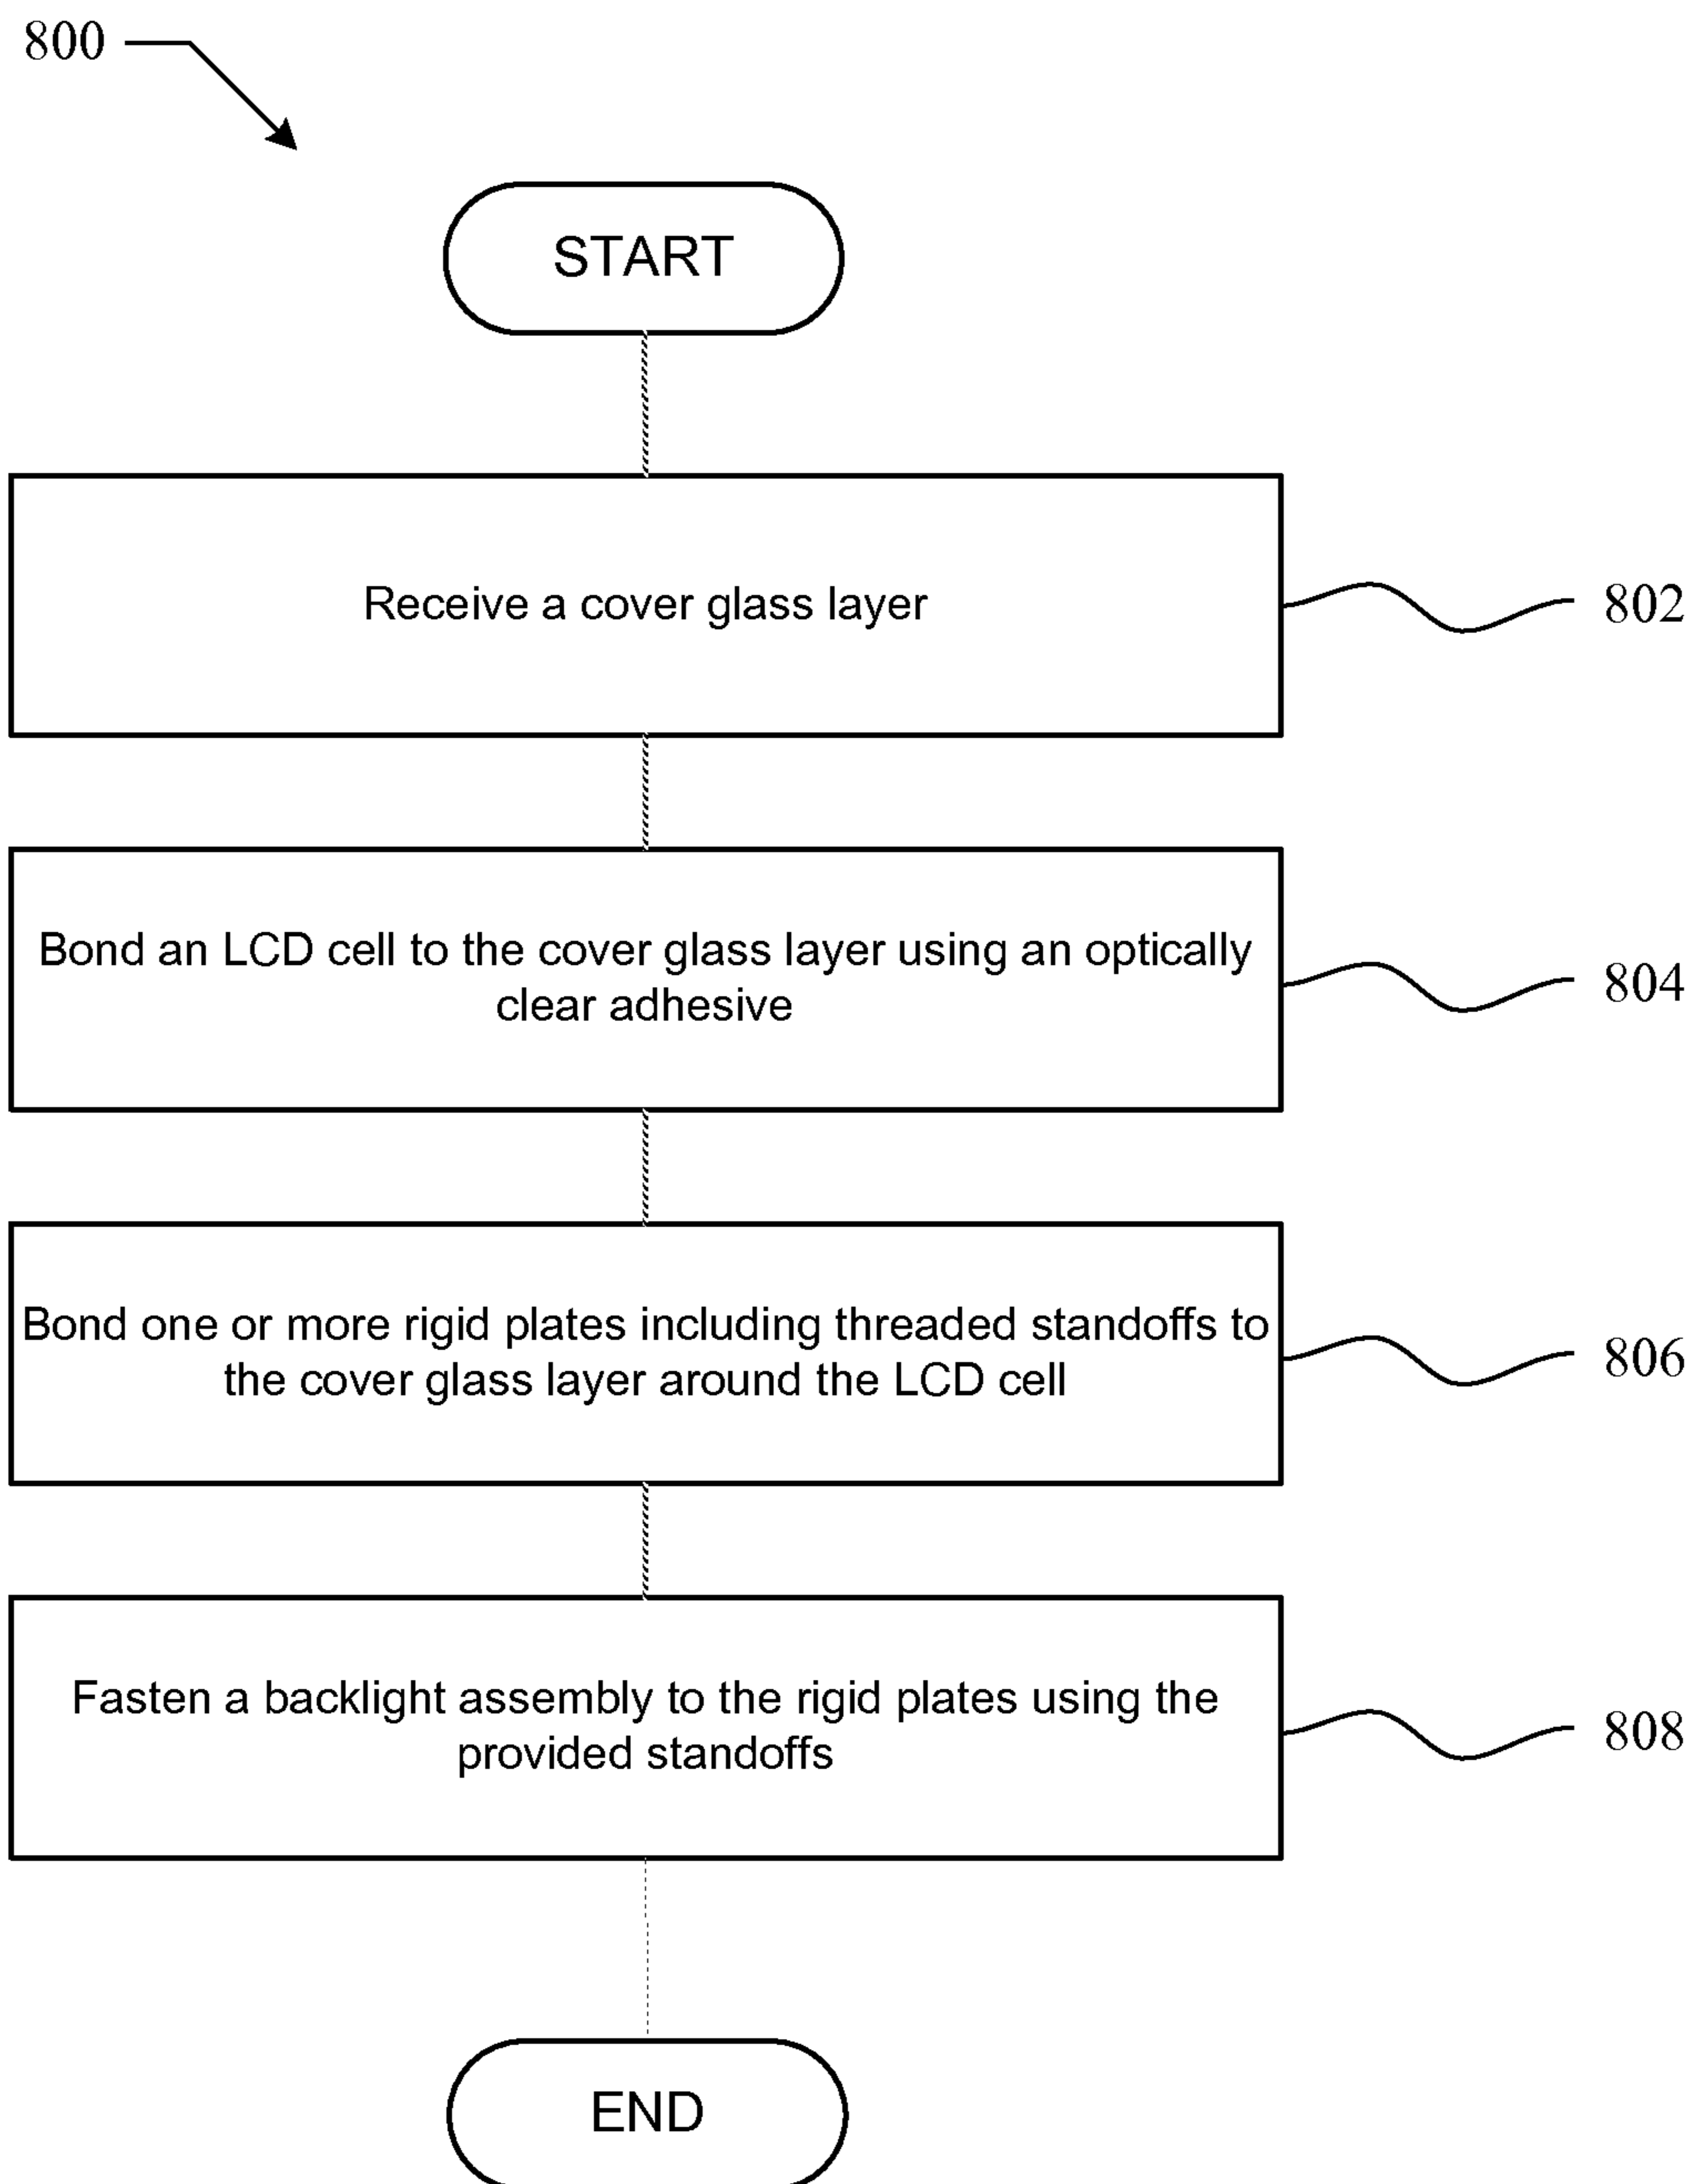 800
START
Receive a cover glass layer
802
Bond an LCD cell to the cover glass layer using an optically
clear adhesive
804
Bond one or more rigid plates including threaded standoffs to
the cover glass layer around the LCD cell
806
Fasten a backlight assembly to the rigid plates using the
provided standoffs
808
END